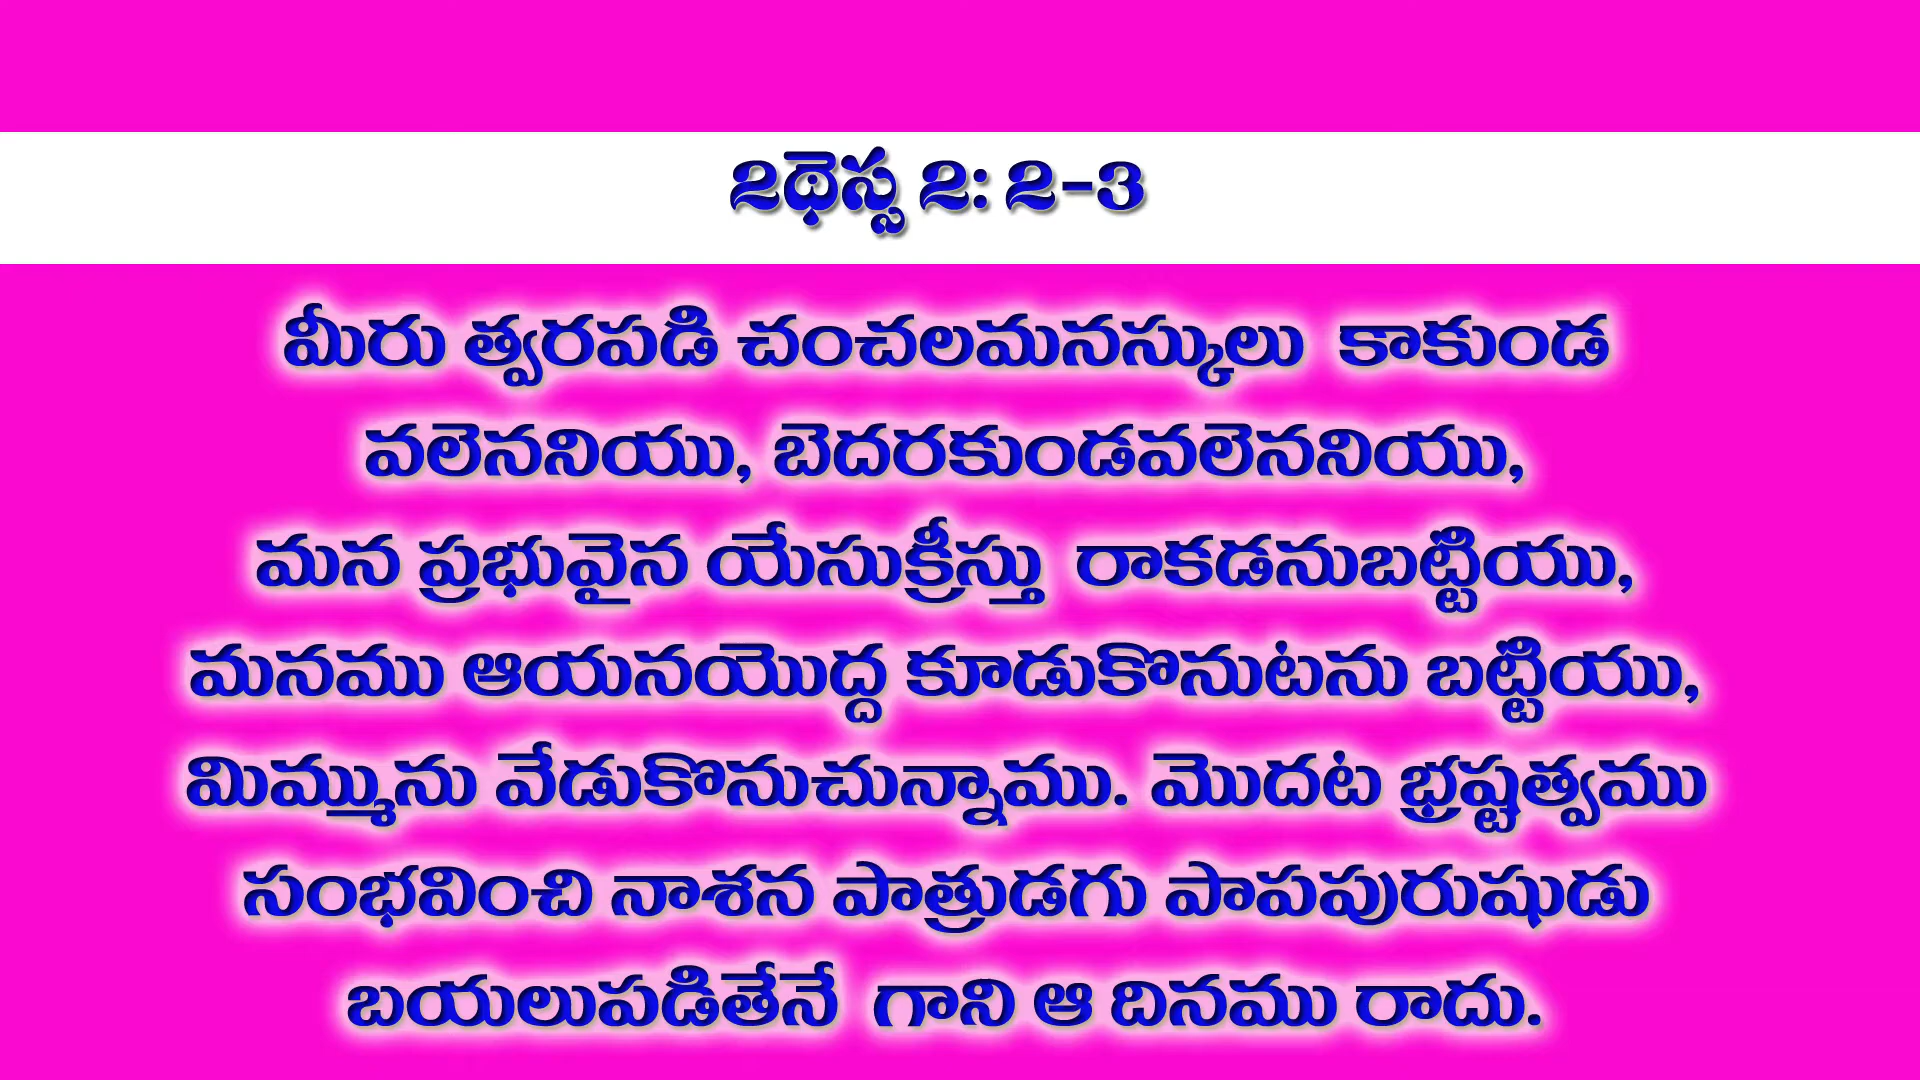 2థెస్స 2: 2-3
మీరు త్వరపడి చంచలమనస్కులు కాకుండ
వలెననియు, బెదరకుండవలెననియు,
మన ప్రభువైన యేసుక్రీస్తు రాకడనుబట్టియు,
మనము ఆయనయొద్ద కూడుకొనుటను బట్టియు,
మిమ్మును వేడుకొనుచున్నాము. మొదట భ్రష్టత్వము
సంభవించి నాశన పాత్రుడగు పాపపురుషుడు
బయలుపడితేనే గాని ఆ దినము రాదు.